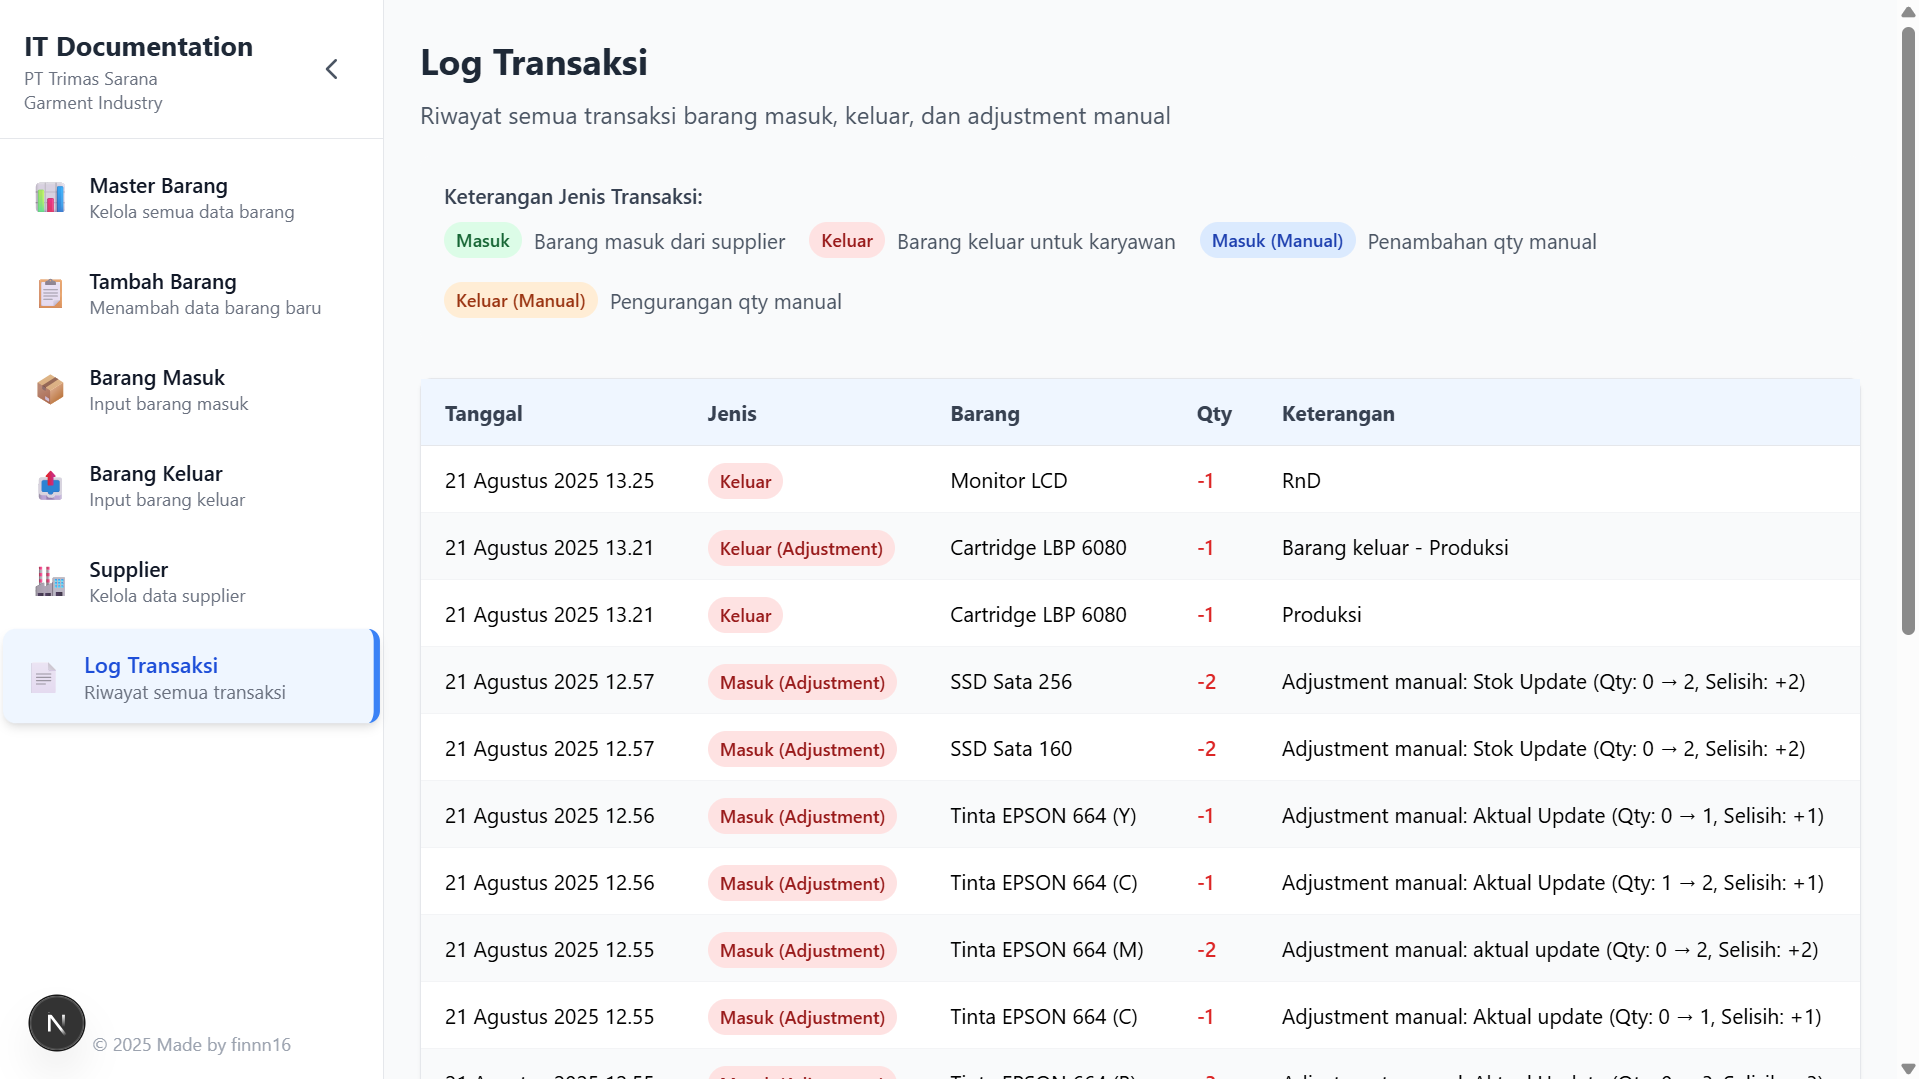 IT Documentation
PT Trimas Sarana
Garment Industry
Master Barang
Kelola semua data barang
Tambah Barang
Menambah data barang baru
Barang Masuk
Input barang masuk
Barang Keluar
Input barang keluar
Supplier
Kelola data supplier
Log Transaksi
Riwayat semua transaksi
N
© 2025 Made by finnn16
Log Transaksi
Riwayat semua transaksi barang masuk, keluar, dan adjustment manual
Keterangan Jenis Transaksi:
Masuk Barang masuk dari supplier Keluar Barang keluar untuk karyawan Masuk (Manual) Penambahan qty manual
Keluar (Manual) Pengurangan qty manual
Tanggal Jenis Barang Qty Keterangan
21 Agustus 2025 13.25 Keluar Monitor LCD -1 RnD
21 Agustus 2025 13.21 Keluar (Adjustment) Cartridge LBP 6080 -1 Barang keluar - Produksi
21 Agustus 2025 13.21 Keluar Cartridge LBP 6080 -1 Produksi
21 Agustus 2025 12.57 Masuk (Adjustment) SSD Sata 256 -2 Adjustment manual: Stok Update (Qty: 0 → 2, Selisih: +2)
21 Agustus 2025 12.57 Masuk (Adjustment) SSD Sata 160 -2 Adjustment manual: Stok Update (Qty: 0 → 2, Selisih: +2)
21 Agustus 2025 12.56 Masuk (Adjustment) Tinta EPSON 664 (Y) -1 Adjustment manual: Aktual Update (Qty: 0 → 1, Selisih: +1)
21 Agustus 2025 12.56 Masuk (Adjustment) Tinta EPSON 664 (C) -1 Adjustment manual: Aktual Update (Qty: 1 → 2, Selisih: +1)
21 Agustus 2025 12.55 Masuk (Adjustment) Tinta EPSON 664 (M) -2 Adjustment manual: aktual update (Qty: 0 → 2, Selisih: +2)
21 Agustus 2025 12.55 Masuk (Adjustment) Tinta EPSON 664 (C) -1 Adjustment manual: Aktual update (Qty: 0 → 1, Selisih: +1)